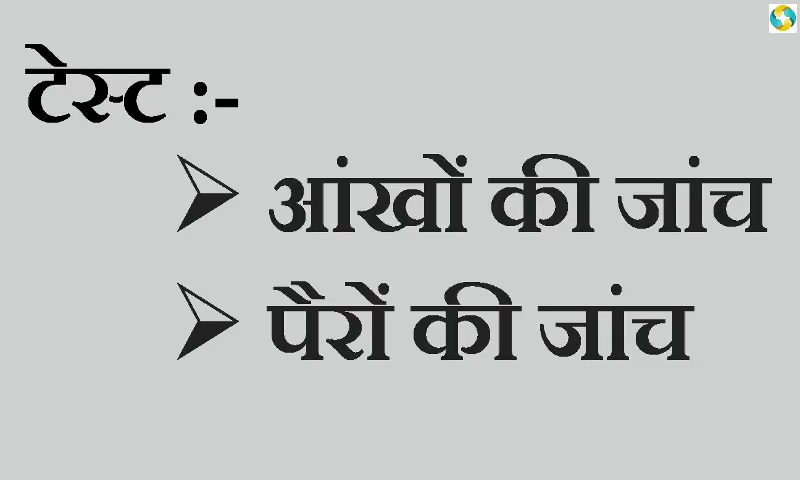 टेस्ट :-
आंखों की जांच
पैरों की जांच